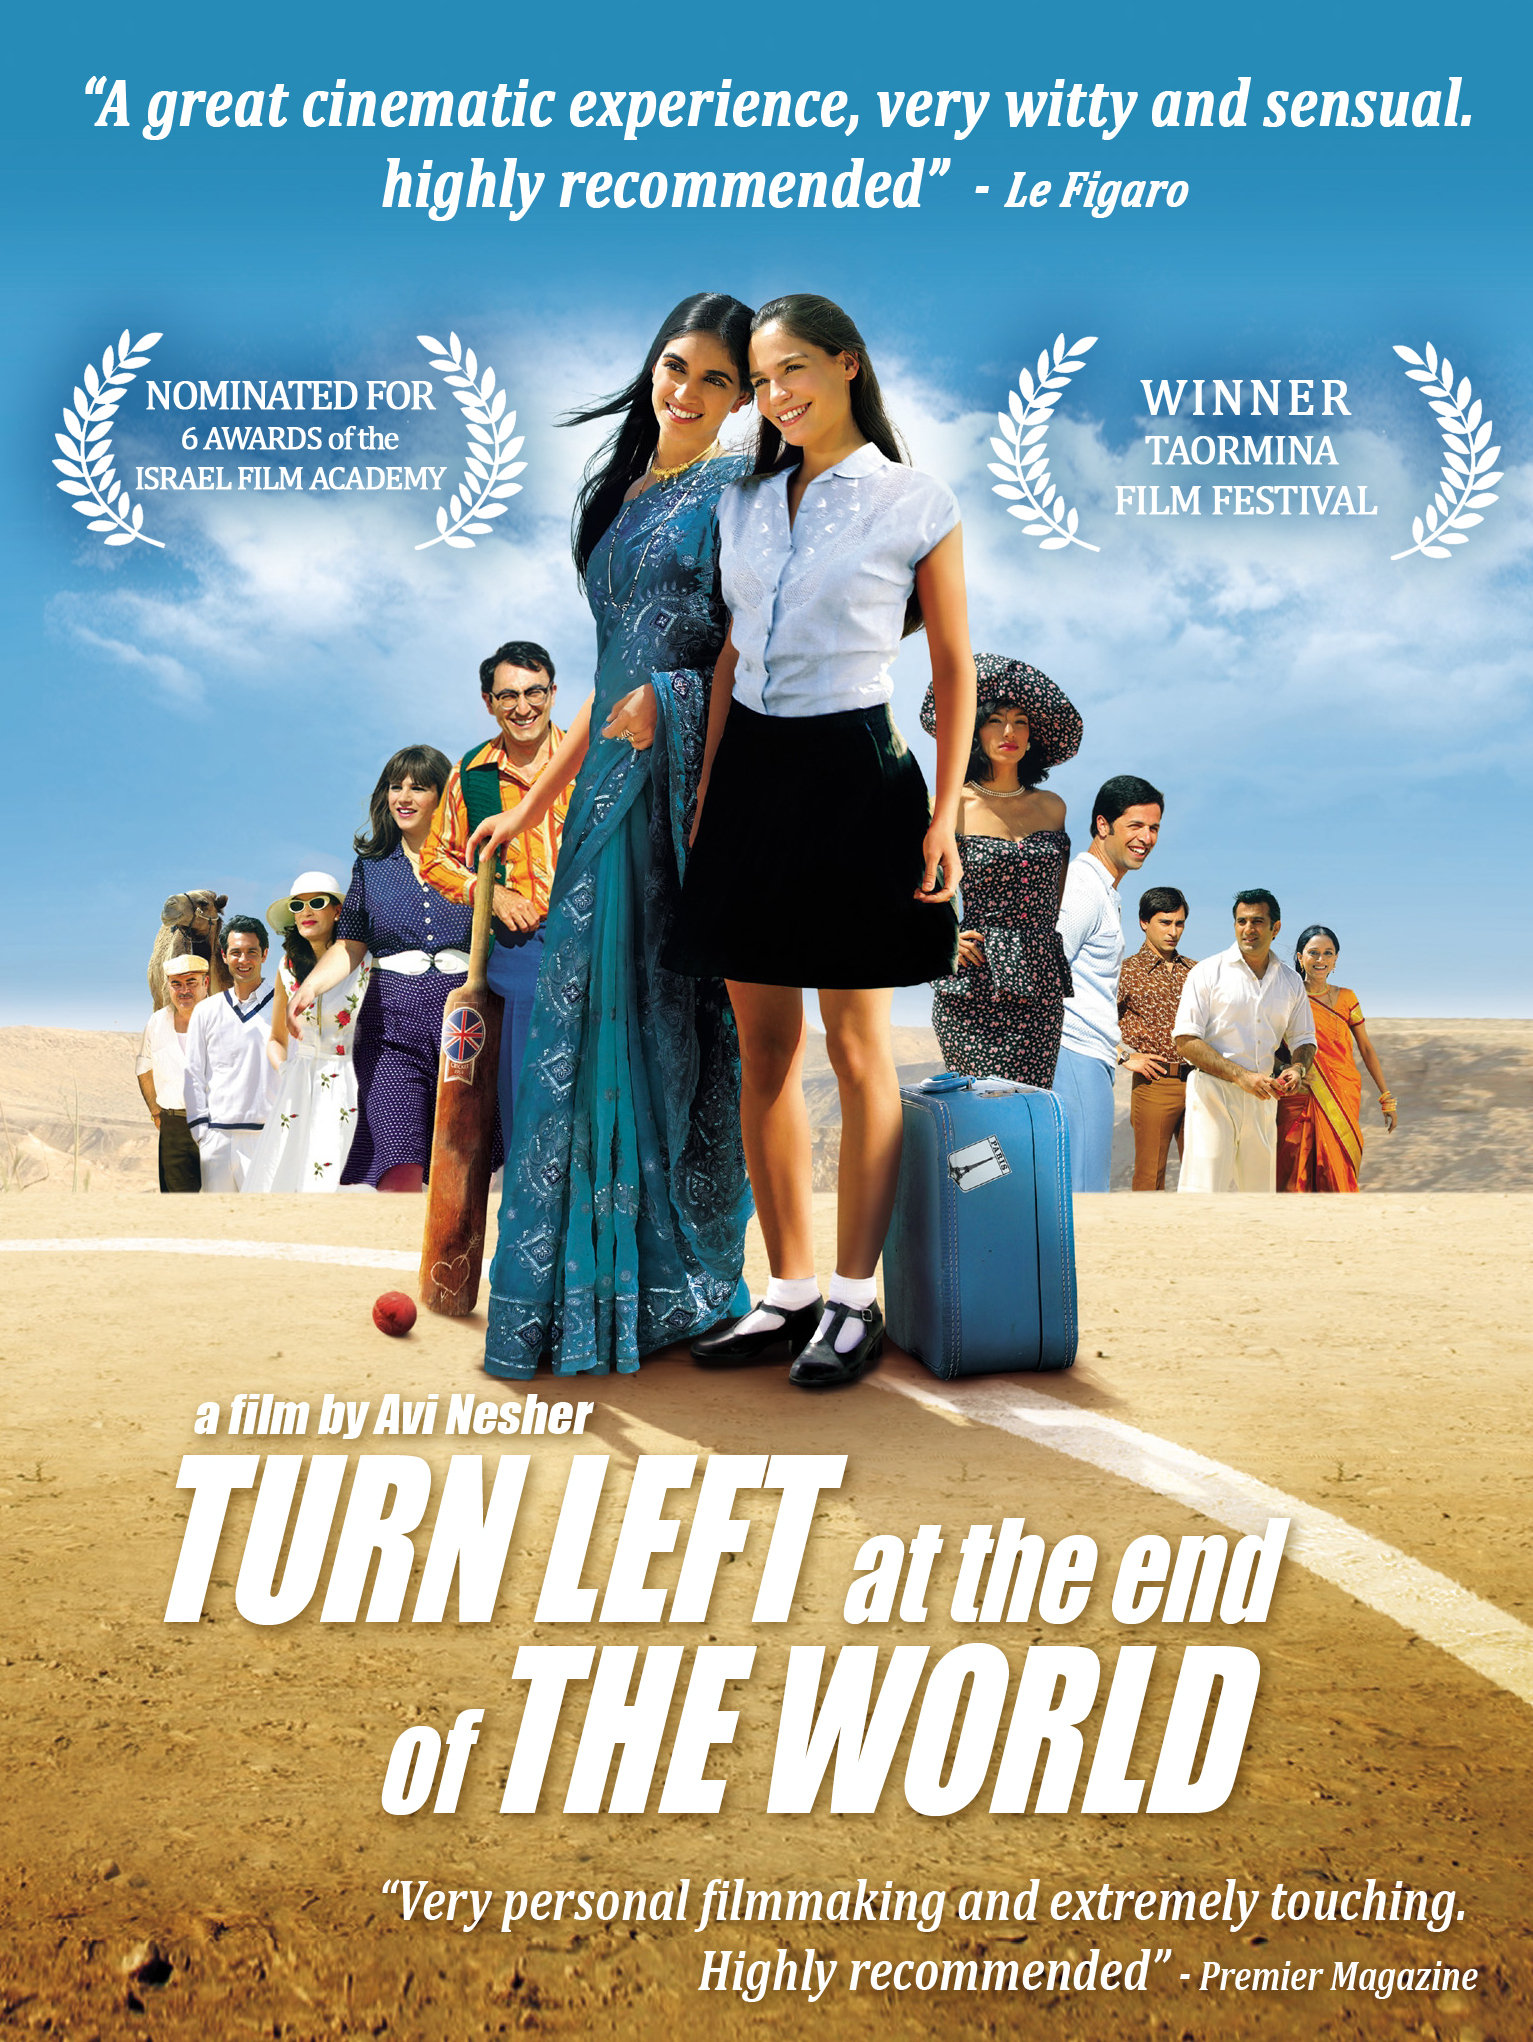 “A great cinematic experience, very witty and sensual.
highly recommended” - Le Figaro
NOMINATED FOR
6 AWARDS of the
ISRAEL FILM ACADEMY
WINNER
TAORMINA
FILM FESTIVAL
PARIS
a film by Avi Nesher
TURN LEFT at the end
of THE WORLD
“Very personal filmmaking and extremely touching.
Highly recommended” - Premier Magazine